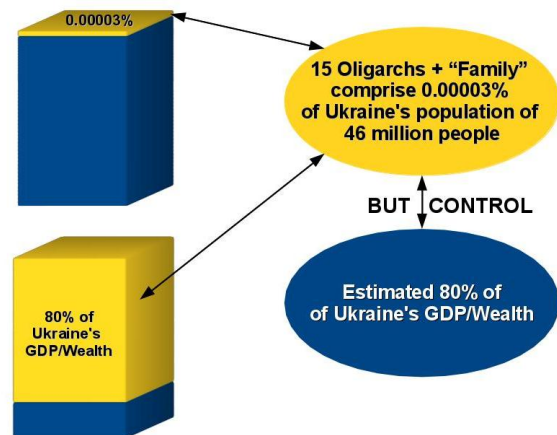 0.00003%
15 Oligarchs + “Family”
comprise 0.00003%
of Ukraine's population of
46 million people
BUT CONTROL
80% of
Ukraine's
GDP/Wealth
Estimated 80% of
of Ukraine's GDP/Wealth